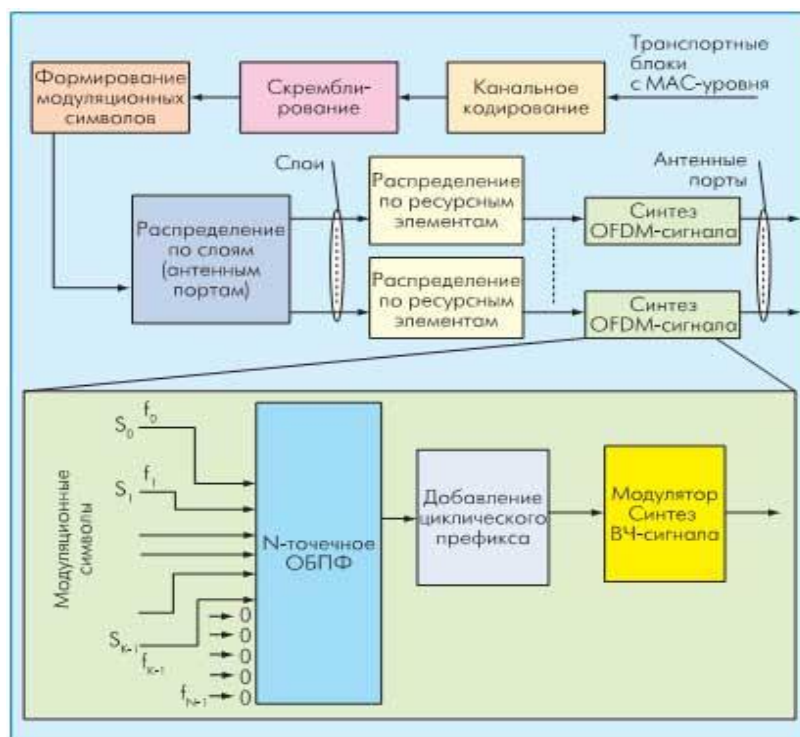 Транспортные
блоки
с MAC-уровня
Канальное
кодирование
Скрембли-
рование
Формирование
модуляционных
символов
Распределение
по слоям
(антенным
портам)
Слои
Распределение
по ресурсным
элементам
Распределение
по ресурсным
элементам
Антенные
порты
Синтез
OFDM-сигнала
Синтез
OFDM-сигнала
Модуляционные
символы
S0 f0
S1 f1
SK-1
fK-1
fN-1
0
0
0
0
0
N-точечное
ОБПФ
Добавление
циклического
префикса
Модулятор
Синтез
ВЧ-сигнала